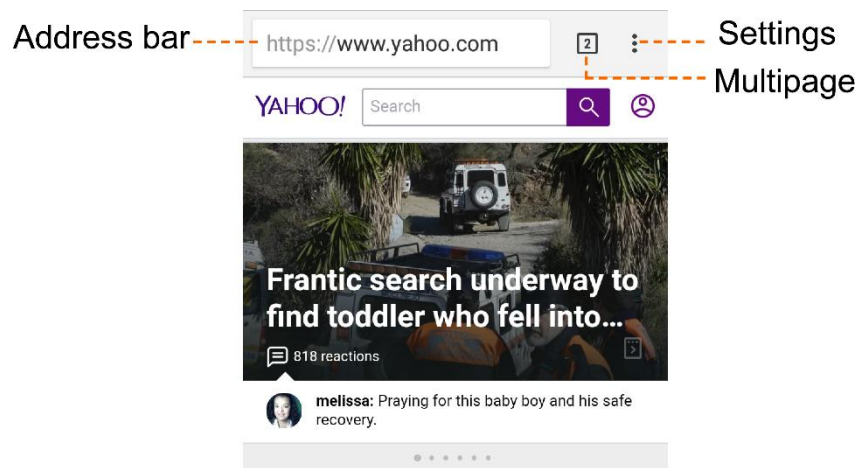 Address bar
https://www.yahoo.com
2
Settings
Multipage
YAHOO!
Search
Frantic search underway to
find toddler who fell into...
818 reactions
melissa: Praying for this baby boy and his safe
recovery.